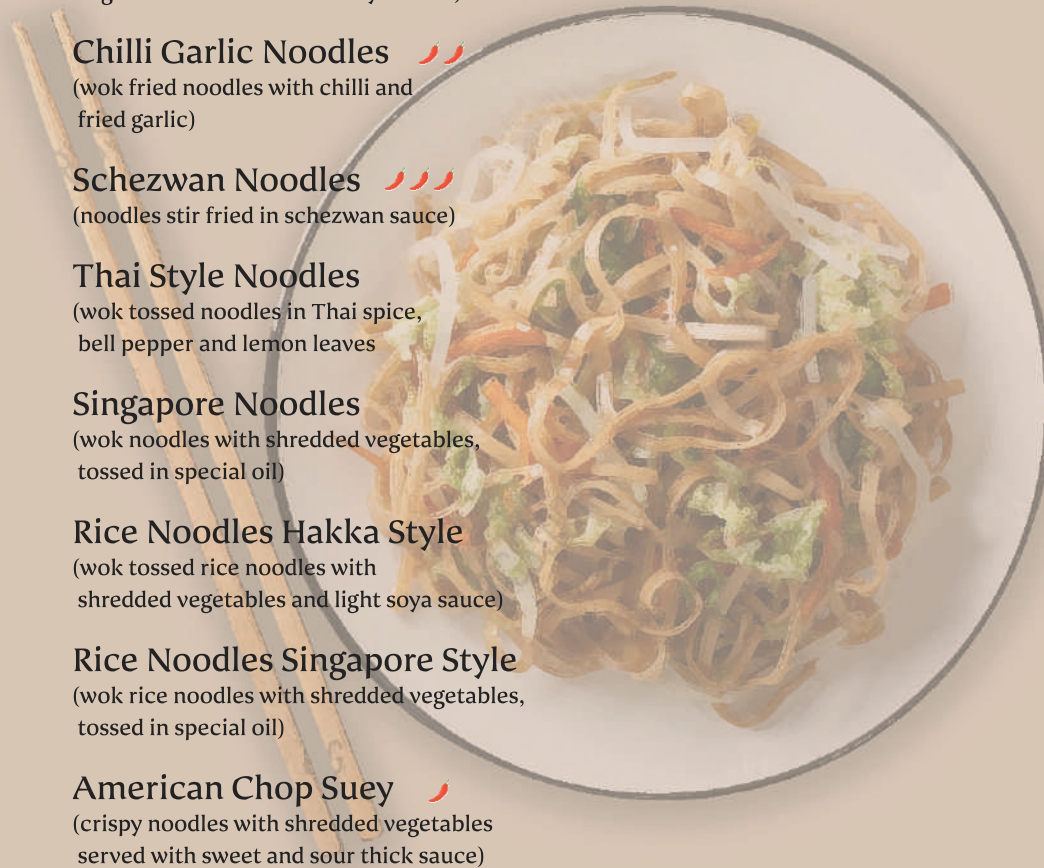 Chilli Garlic Noodles
(wok fried noodles with chilli and
fried garlic)
Schezwan Noodles
(noodles stir fried in schezwan sauce)
Thai Style Noodles
(wok tossed noodles in Thai spice,
bell pepper and lemon leaves
Singapore Noodles
(wok noodles with shredded vegetables,
tossed in special oil)
Rice Noodles Hakka Style
(wok tossed rice noodles with
shredded vegetables and light soya sauce)
Rice Noodles Singapore Style
(wok rice noodles with shredded vegetables,
tossed in special oil)
American Chop Suey
(crispy noodles with shredded vegetables
served with sweet and sour thick sauce)